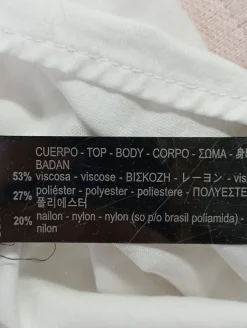 CUERPO - TOP - BODY - CORPO - ΣΩΜΑ -
BADAN
53% viscosa - viscose - ΒΙΣΚΟΖΗ - レーヨン - vis
27% poliéster - polyester - poliestere - ΠΟΛΥΕΣΤ
폴리에스터
20% nailon - nylon - nylon (so p/o brasil poliamida) -
nilon